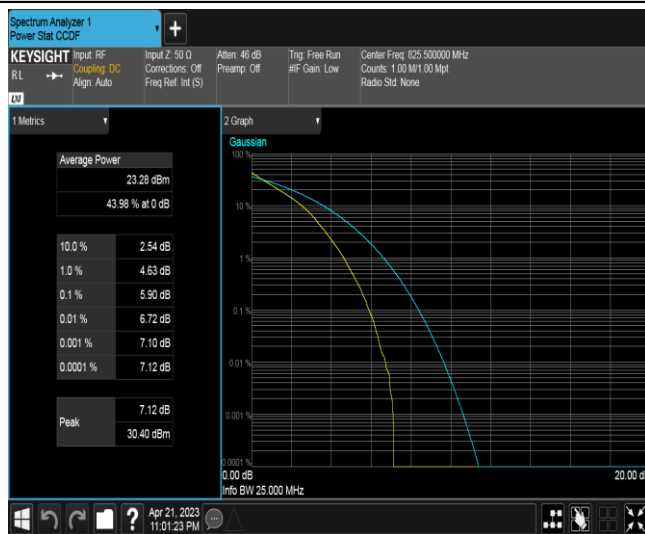 Spectrum Analyzer 1
Power Stat CCDF
+
KEYSIGHT
RL
LXI
Input: RF
Coupling: DC
Align: Auto
Input Z: 50 Ω
Corrections: Off
Freq Ref: Int (S)
Atten: 46 dB
Preamp: Off
Trig: Free Run
#IF Gain: Low
Center Freq: 825.500000 MHz
Counts: 1.00 M/1.00 Mpt
Radio Std: None
1 Metrics
Average Power
23.28 dBm
43.98 % at 0 dB
10.0 % 2.54 dB
1.0 % 4.63 dB
0.1 % 5.90 dB
0.01 % 6.72 dB
0.001 % 7.10 dB
0.0001 % 7.12 dB
Peak 7.12 dB
30.40 dBm
2 Graph
Gaussian
100 %
10 %
1 %
0.1 %
0.01 %
0.001 %
0.0001 %
0.00 dB 20.00 d
Info BW 25.000 MHz
?
Apr 21, 2023
11:01:23 PM